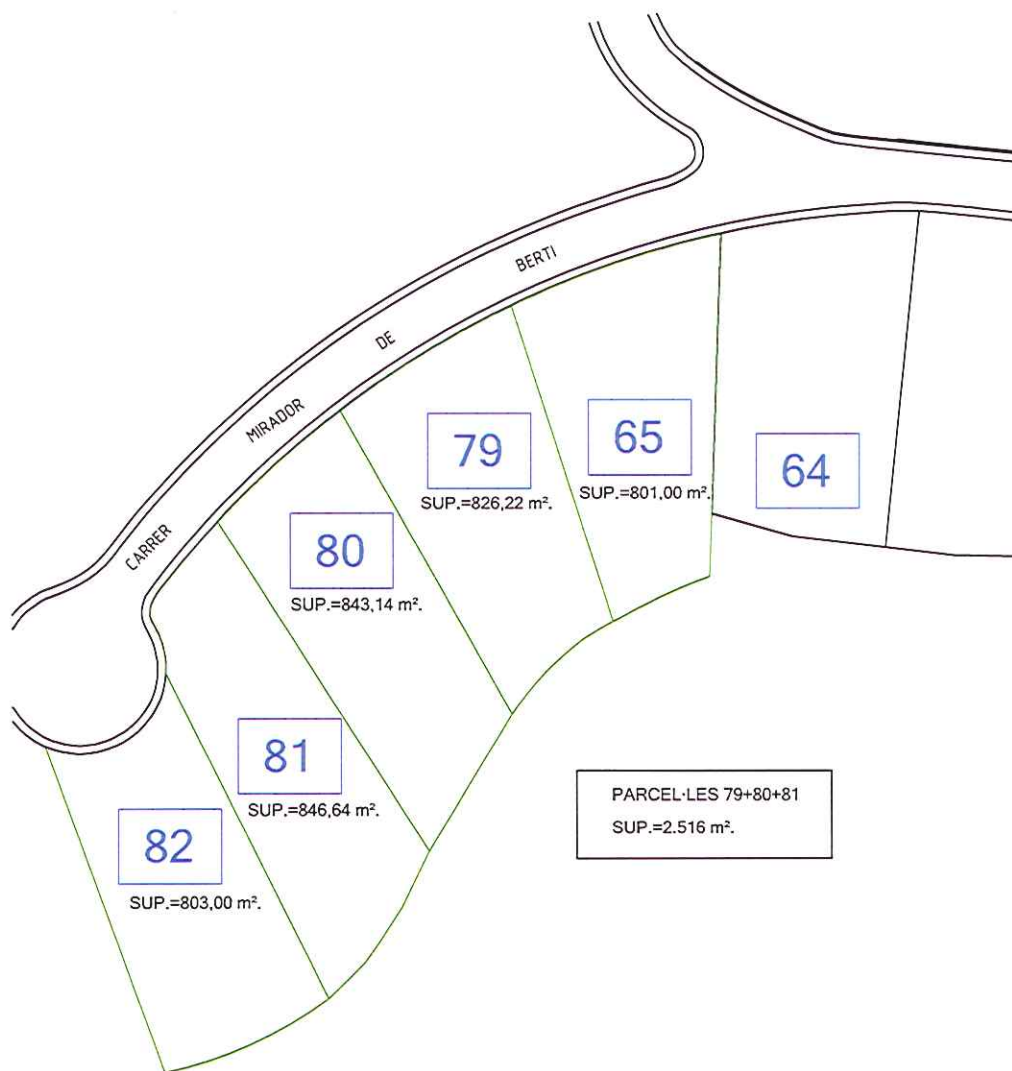 BERTI
DE
MIRADOR
CARRER
65
SUP.=801,00 m².
64
79
SUP.=826,22 m².
80
SUP.=843,14 m².
81
SUP.=846,64 m².
82
SUP.=803,00 m².
PARCEL·LES 79+80+81
SUP.=2.516 m².